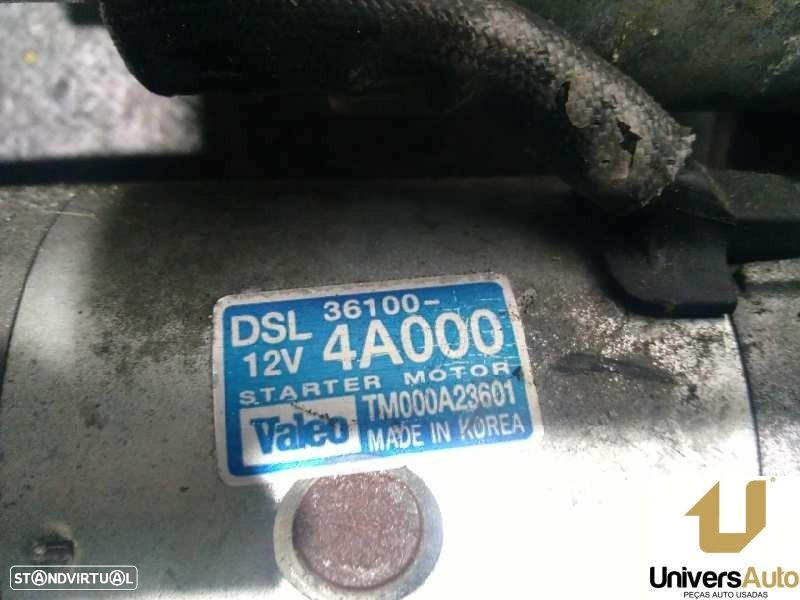 DSL 36100-
12V 4A000
STARTER MOTOR
Valeo TM000A23601
MADE IN KOREA
STANDVIRTUAL
UniversAuto
PEÇAS AUTO USADAS